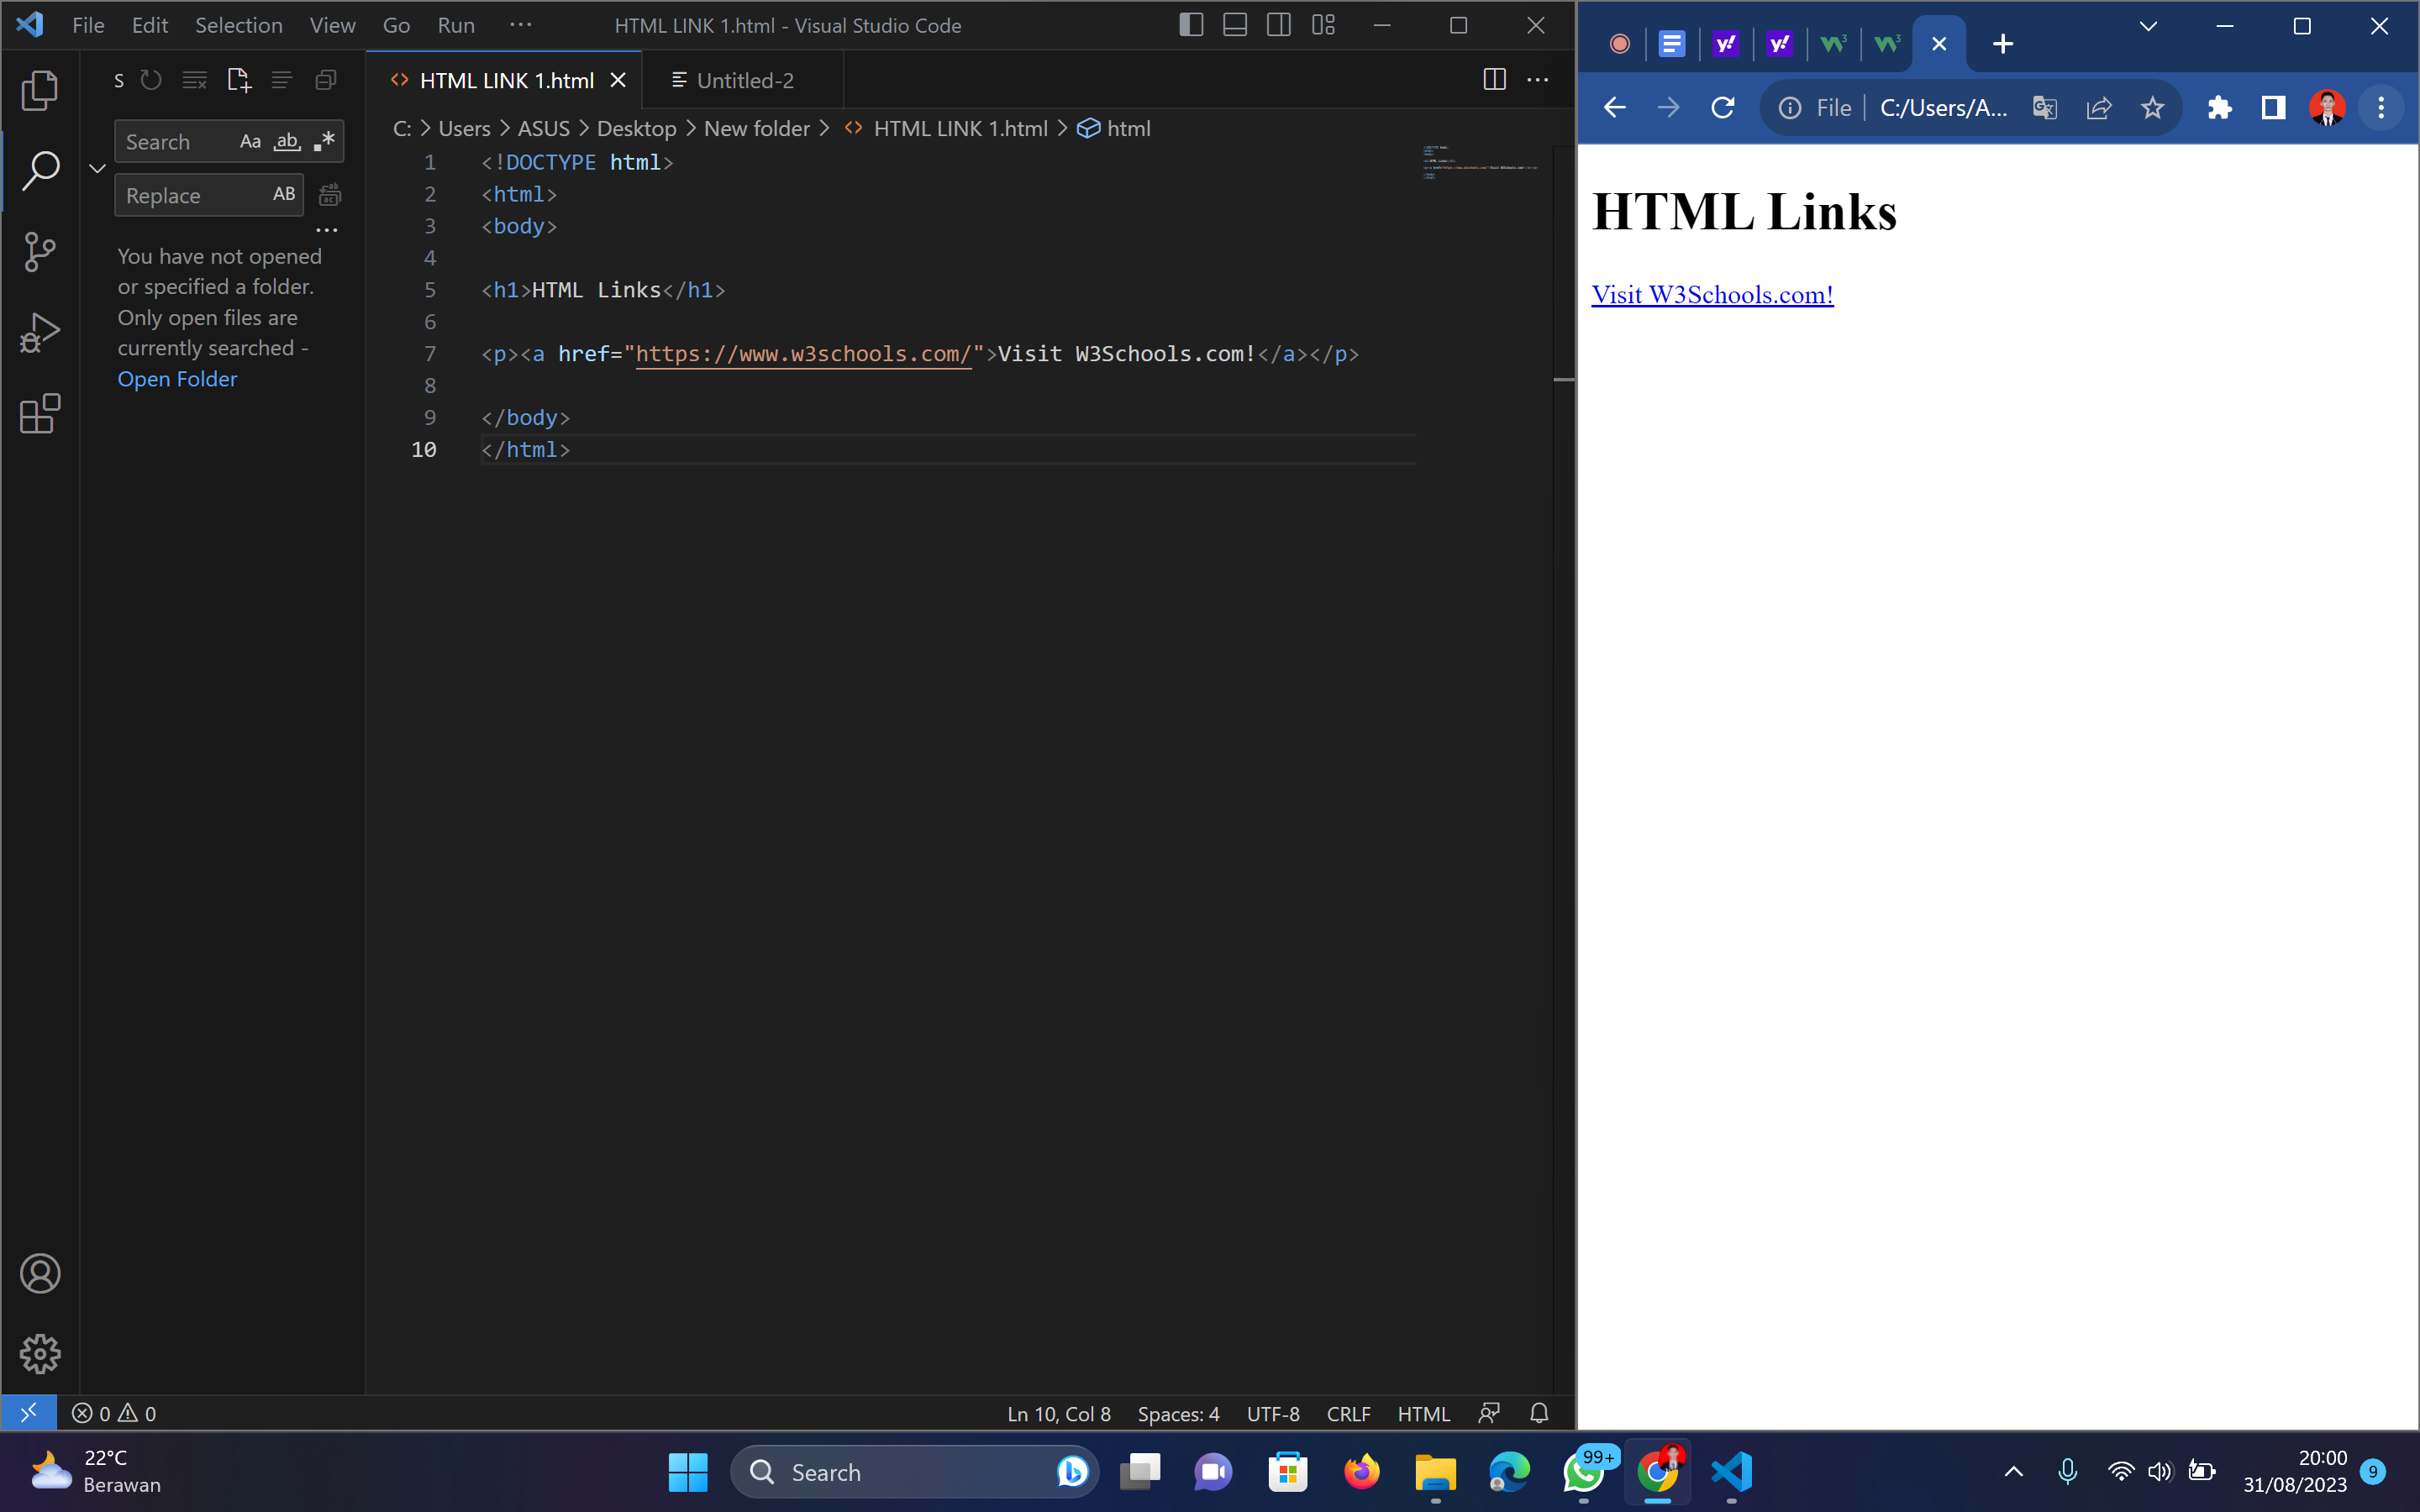 File Edit Selection View Go Run ··· HTML LINK 1.html - Visual Studio Code
S
HTML LINK 1.html Untitled-2
C: > Users > ASUS > Desktop > New folder > HTML LINK 1.html > html
Search Aa ab .*
Replace AB
You have not opened
or specified a folder.
Only open files are
currently searched -
Open Folder
1 <!DOCTYPE html>
2 <html>
3 <body>
4
5 <h1>HTML Links</h1>
6
7 <p><a href="https://www.w3schools.com/">Visit W3Schools.com!</a></p>
8
9 </body>
10 </html>
0 0
Ln 10, Col 8 Spaces: 4 UTF-8 CRLF HTML
File C:/Users/A...
HTML Links
Visit W3Schools.com!
22°C
Berawan
Search
99+
20:00
31/08/2023
9